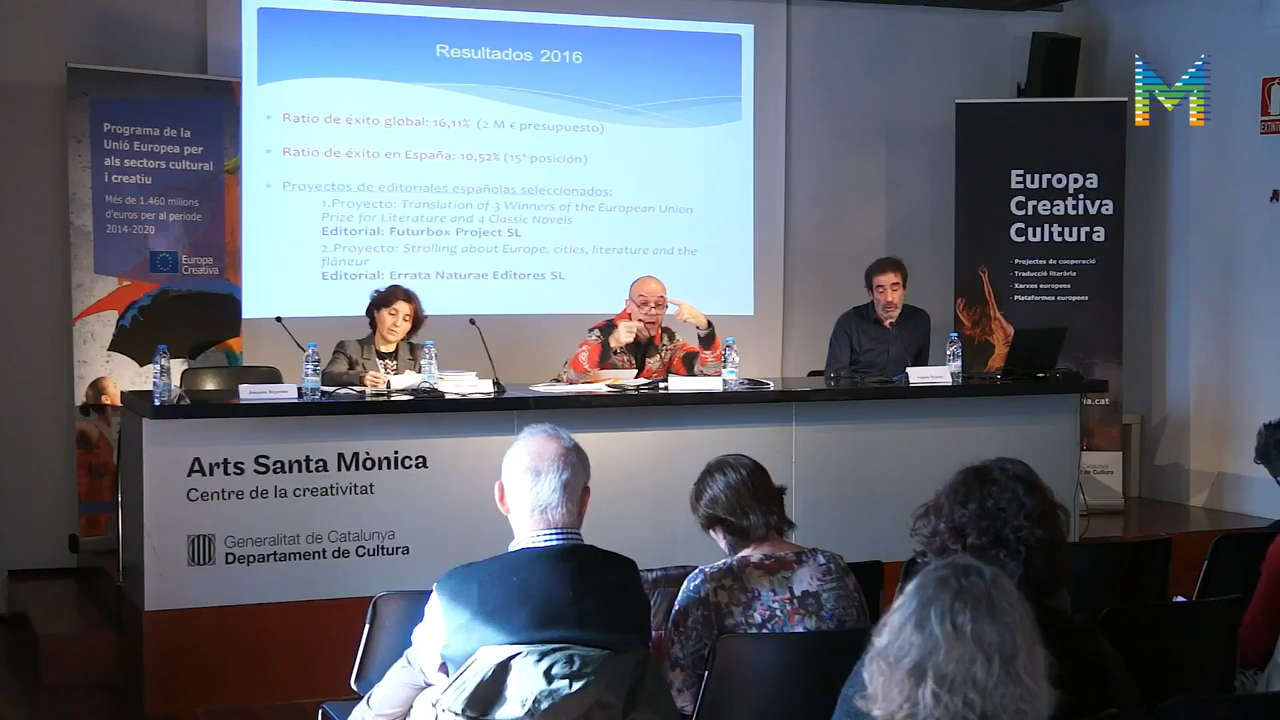 Resultados 2016
Ratio de éxito global: 16,11% (2 M € presupuesto)
Ratio de éxito en España: 10,52% (15ª posición)
Proyectos de editoriales españolas seleccionados:
1.Proyecto: Translation of 3 Winners of the European Union
Prize for Literature and 4 Classic Novels
Editorial: Futurbox Project SL
2.Proyecto: Strolling about Europe: cities, literature and the
flâneur
Editorial: Errata Naturae Editores SL
Programa de la
Unió Europea per
als sectors cultural
i creatiu
Més de 1.460 milions
d'euros per al període
2014-2020
Europa
Creativa
M
Europa
Creativa
Cultura
· Projectes de cooperació
· Traducció literària
· Xarxes europees
· Plataformes europees
Arts Santa Mònica
Centre de la creativitat
Generalitat de Catalunya
Departament de Cultura